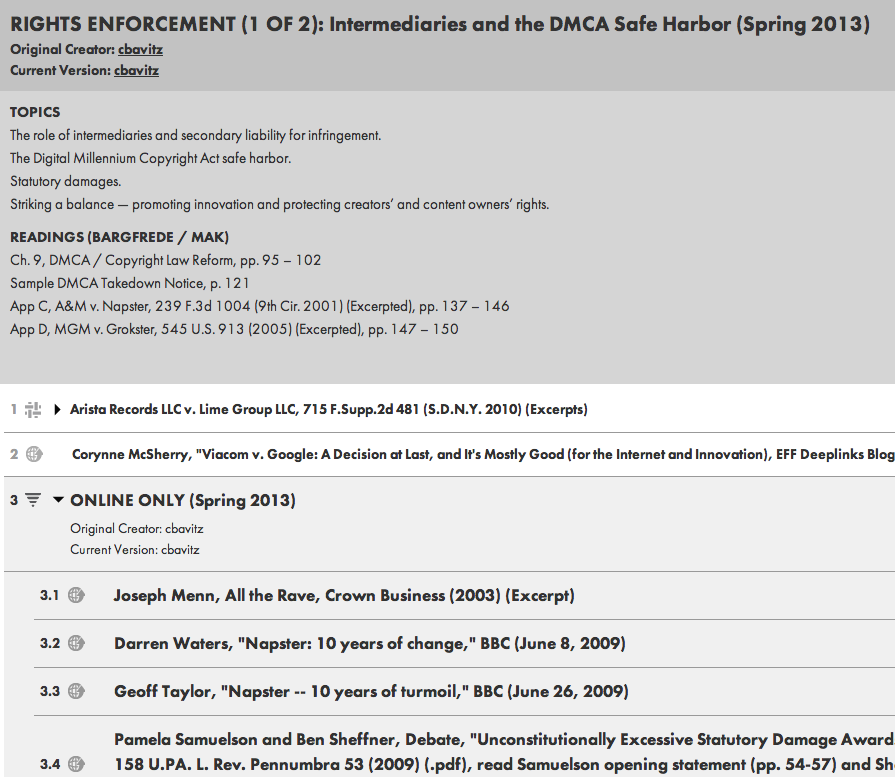 RIGHTS ENFORCEMENT (1 OF 2): Intermediaries and the DMCA Safe Harbor (Spring 2013)
Original Creator: cbavitz
Current Version: cbavitz
TOPICS
The role of intermediaries and secondary liability for infringement.
The Digital Millennium Copyright Act safe harbor.
Statutory damages.
Striking a balance — promoting innovation and protecting creators’ and content owners’ rights.
READINGS (BARGFREDE / MAK)
Ch. 9, DMCA / Copyright Law Reform, pp. 95 – 102
Sample DMCA Takedown Notice, p. 121
App C, A&M v. Napster, 239 F.3d 1004 (9th Cir. 2001) (Excerpted), pp. 137 – 146
App D, MGM v. Grokster, 545 U.S. 913 (2005) (Excerpted), pp. 147 – 150
1 Arista Records LLC v. Lime Group LLC, 715 F.Supp.2d 481 (S.D.N.Y. 2010) (Excerpts)
2 Corynne McSherry, "Viacom v. Google: A Decision at Last, and It's Mostly Good (for the Internet and Innovation), EFF Deeplinks Blog
3 ONLINE ONLY (Spring 2013)
Original Creator: cbavitz
Current Version: cbavitz
3.1 Joseph Menn, All the Rave, Crown Business (2003) (Excerpt)
3.2 Darren Waters, "Napster: 10 years of change," BBC (June 8, 2009)
3.3 Geoff Taylor, "Napster -- 10 years of turmoil," BBC (June 26, 2009)
Pamela Samuelson and Ben Sheffner, Debate, "Unconstitutionally Excessive Statutory Damage Award
3.4 158 U.PA. L. Rev. Pennumbra 53 (2009) (.pdf), read Samuelson opening statement (pp. 54-57) and Sh